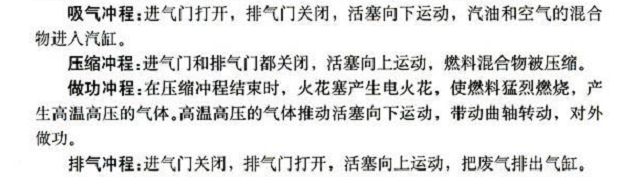 吸气冲程:进气门打开，排气门关闭，活塞向下运动，汽油和空气的混合
物进入汽缸。
压缩冲程:进气门和排气门都关闭，活塞向上运动，燃料混合物被压缩。
做功冲程:在压缩冲程结束时，火花塞产生电火花，使燃料猛烈燃烧，产
生高温高压的气体。高温高压的气体推动活塞向下运动，带动曲轴转动，对外
做功。
排气冲程:进气门关闭，排气门打开，活塞向上运动，把废气排出气缸。